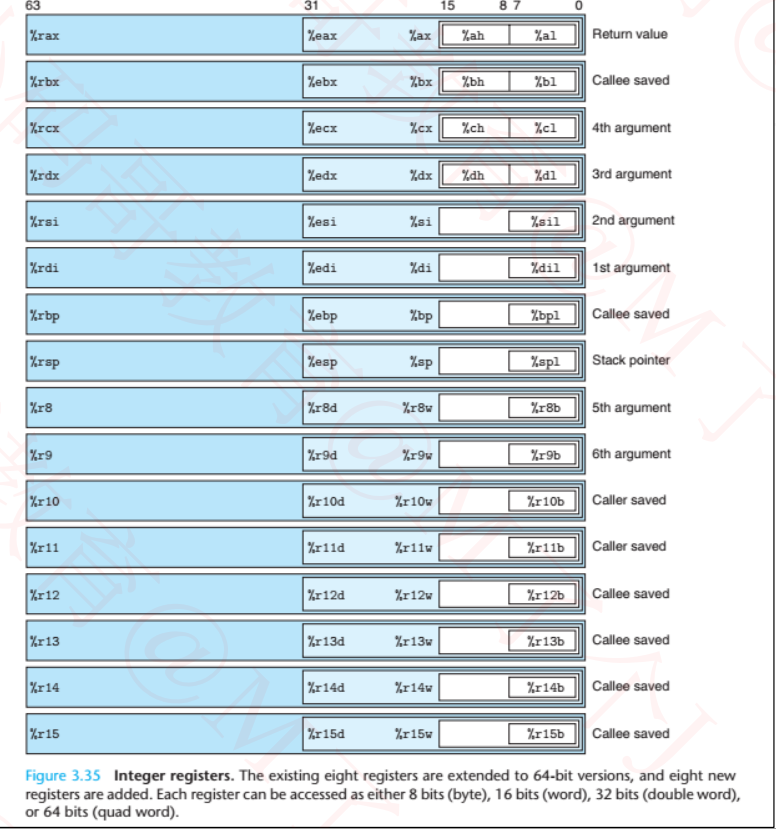 63 31 15 8 7 0
%rax %eax %ax %ah %al Return value
%rbx %ebx %bx %bh %bl Callee saved
%rcx %ecx %cx %ch %cl 4th argument
%rdx %edx %dx %dh %dl 3rd argument
%rsi %esi %si %sil 2nd argument
%rdi %edi %di %dil 1st argument
%rbp %ebp %bp %bpl Callee saved
%rsp %esp %sp %spl Stack pointer
%r8 %r8d %r8w %r8b 5th argument
%r9 %r9d %r9w %r9b 6th argument
%r10 %r10d %r10w %r10b Caller saved
%r11 %r11d %r11w %r11b Caller saved
%r12 %r12d %r12w %r12b Callee saved
%r13 %r13d %r13w %r13b Callee saved
%r14 %r14d %r14w %r14b Callee saved
%r15 %r15d %r15w %r15b Callee saved
Figure 3.35 Integer registers. The existing eight registers are extended to 64-bit versions, and eight new
registers are added. Each register can be accessed as either 8 bits (byte), 16 bits (word), 32 bits (double word),
or 64 bits (quad word).